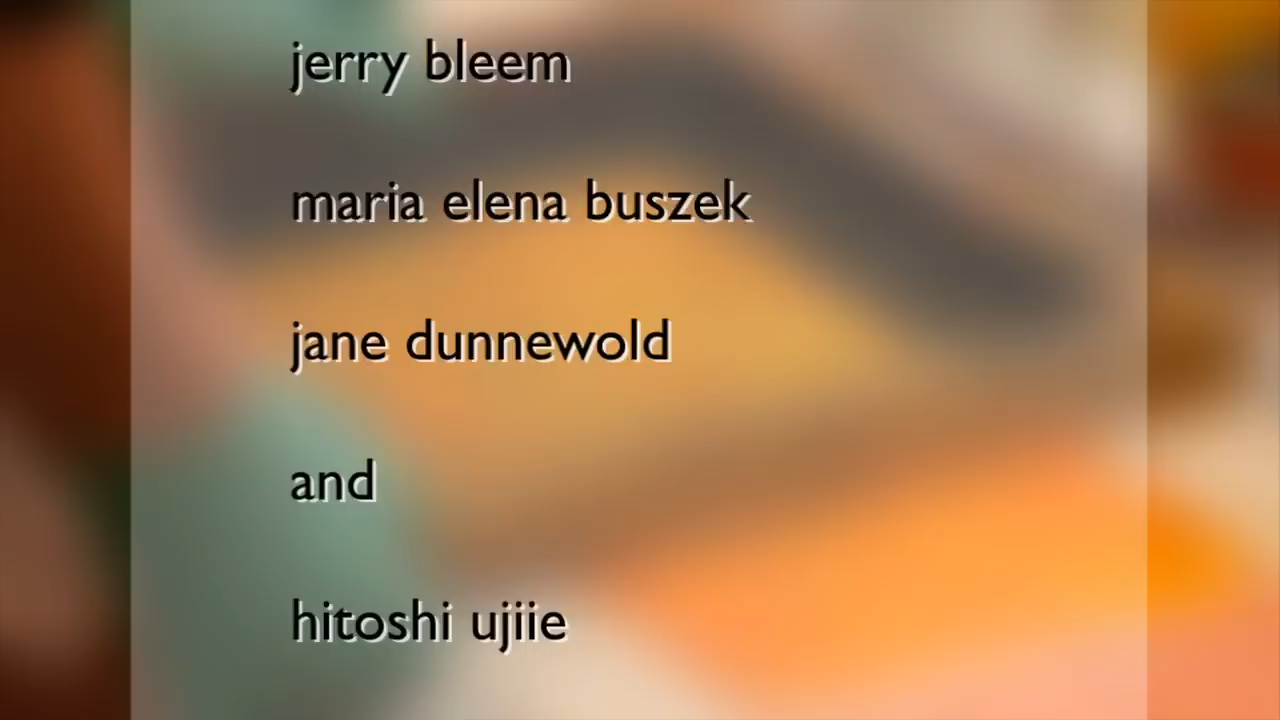 jerry bleem
maria elena buszek
jane dunnewold
and
hitoshi ujiie